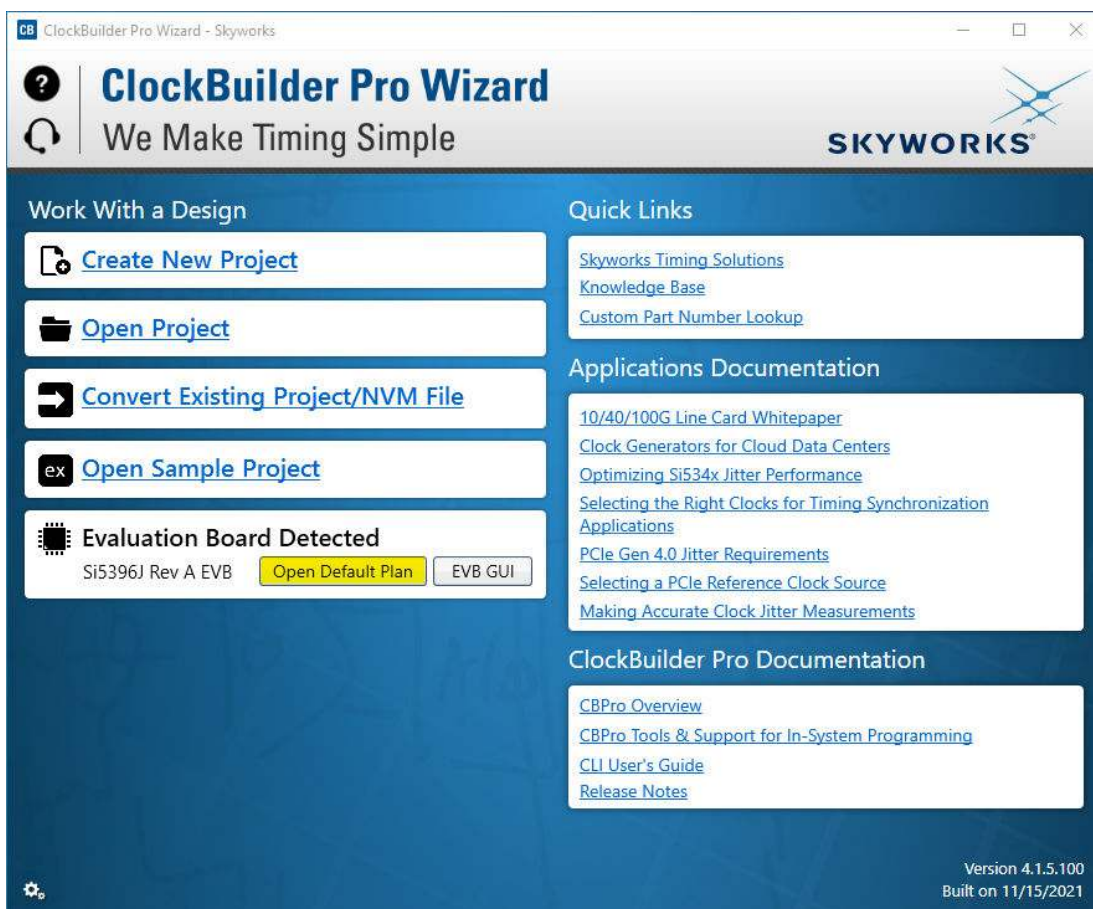 CB ClockBuilder Pro Wizard - Skyworks
? ClockBuilder Pro Wizard
We Make Timing Simple
SKYWORKS®
Work With a Design
Create New Project
Open Project
Convert Existing Project/NVM File
ex Open Sample Project
Evaluation Board Detected
Si5396J Rev A EVB Open Default Plan EVB GUI
Quick Links
Skyworks Timing Solutions
Knowledge Base
Custom Part Number Lookup
Applications Documentation
10/40/100G Line Card Whitepaper
Clock Generators for Cloud Data Centers
Optimizing Si534x Jitter Performance
Selecting the Right Clocks for Timing Synchronization
Applications
PCIe Gen 4.0 Jitter Requirements
Selecting a PCIe Reference Clock Source
Making Accurate Clock Jitter Measurements
ClockBuilder Pro Documentation
CBPro Overview
CBPro Tools & Support for In-System Programming
CLI User's Guide
Release Notes
Version 4.1.5.100
Built on 11/15/2021